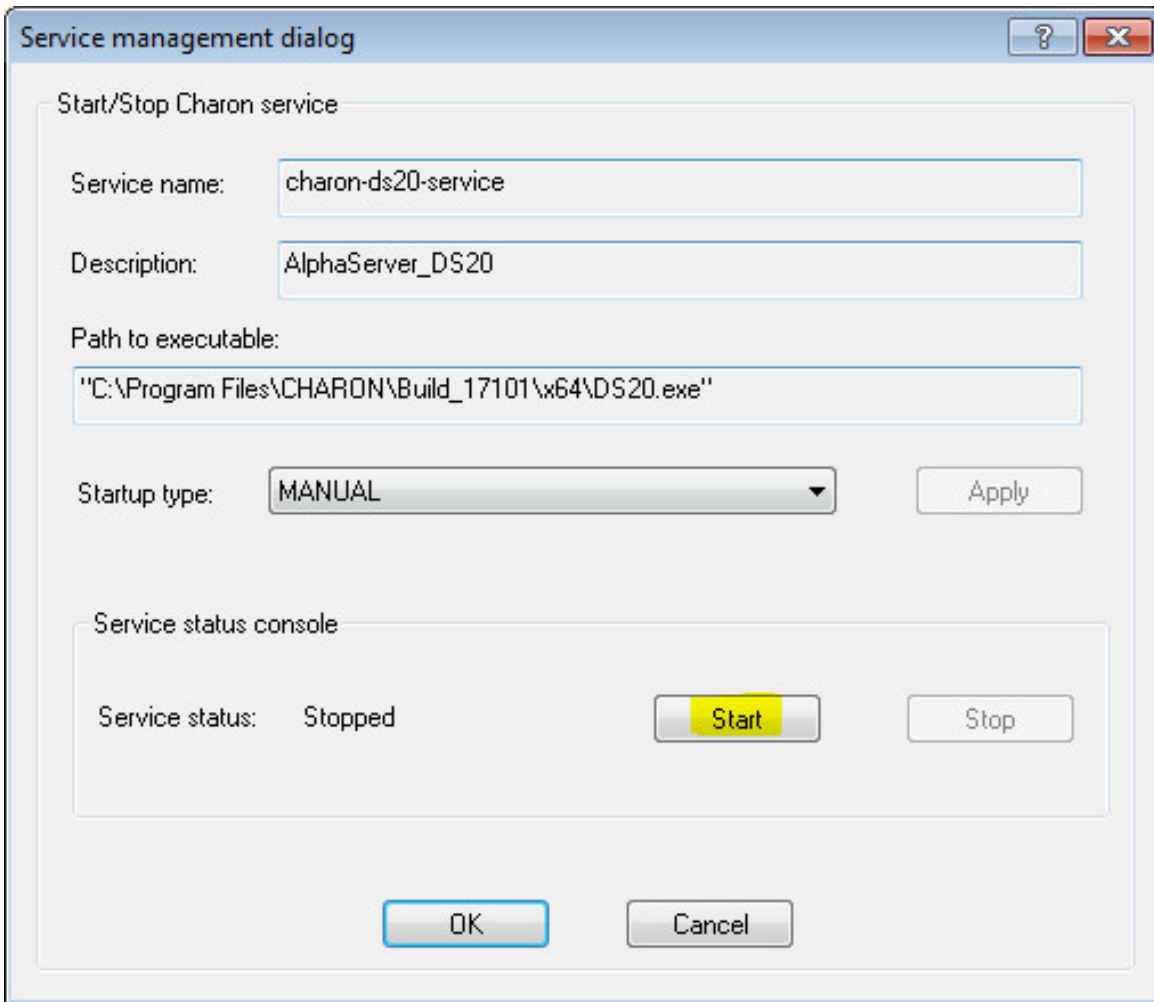 Service management dialog
?
Start/Stop Charon service
Service name: charon-ds20-service
Description: AlphaServer_DS20
Path to executable:
"C:\Program Files\CHARON\Build_17101\x64\DS20.exe"
Startup type: MANUAL Apply
Service status console
Service status: Stopped Start Stop
OK Cancel